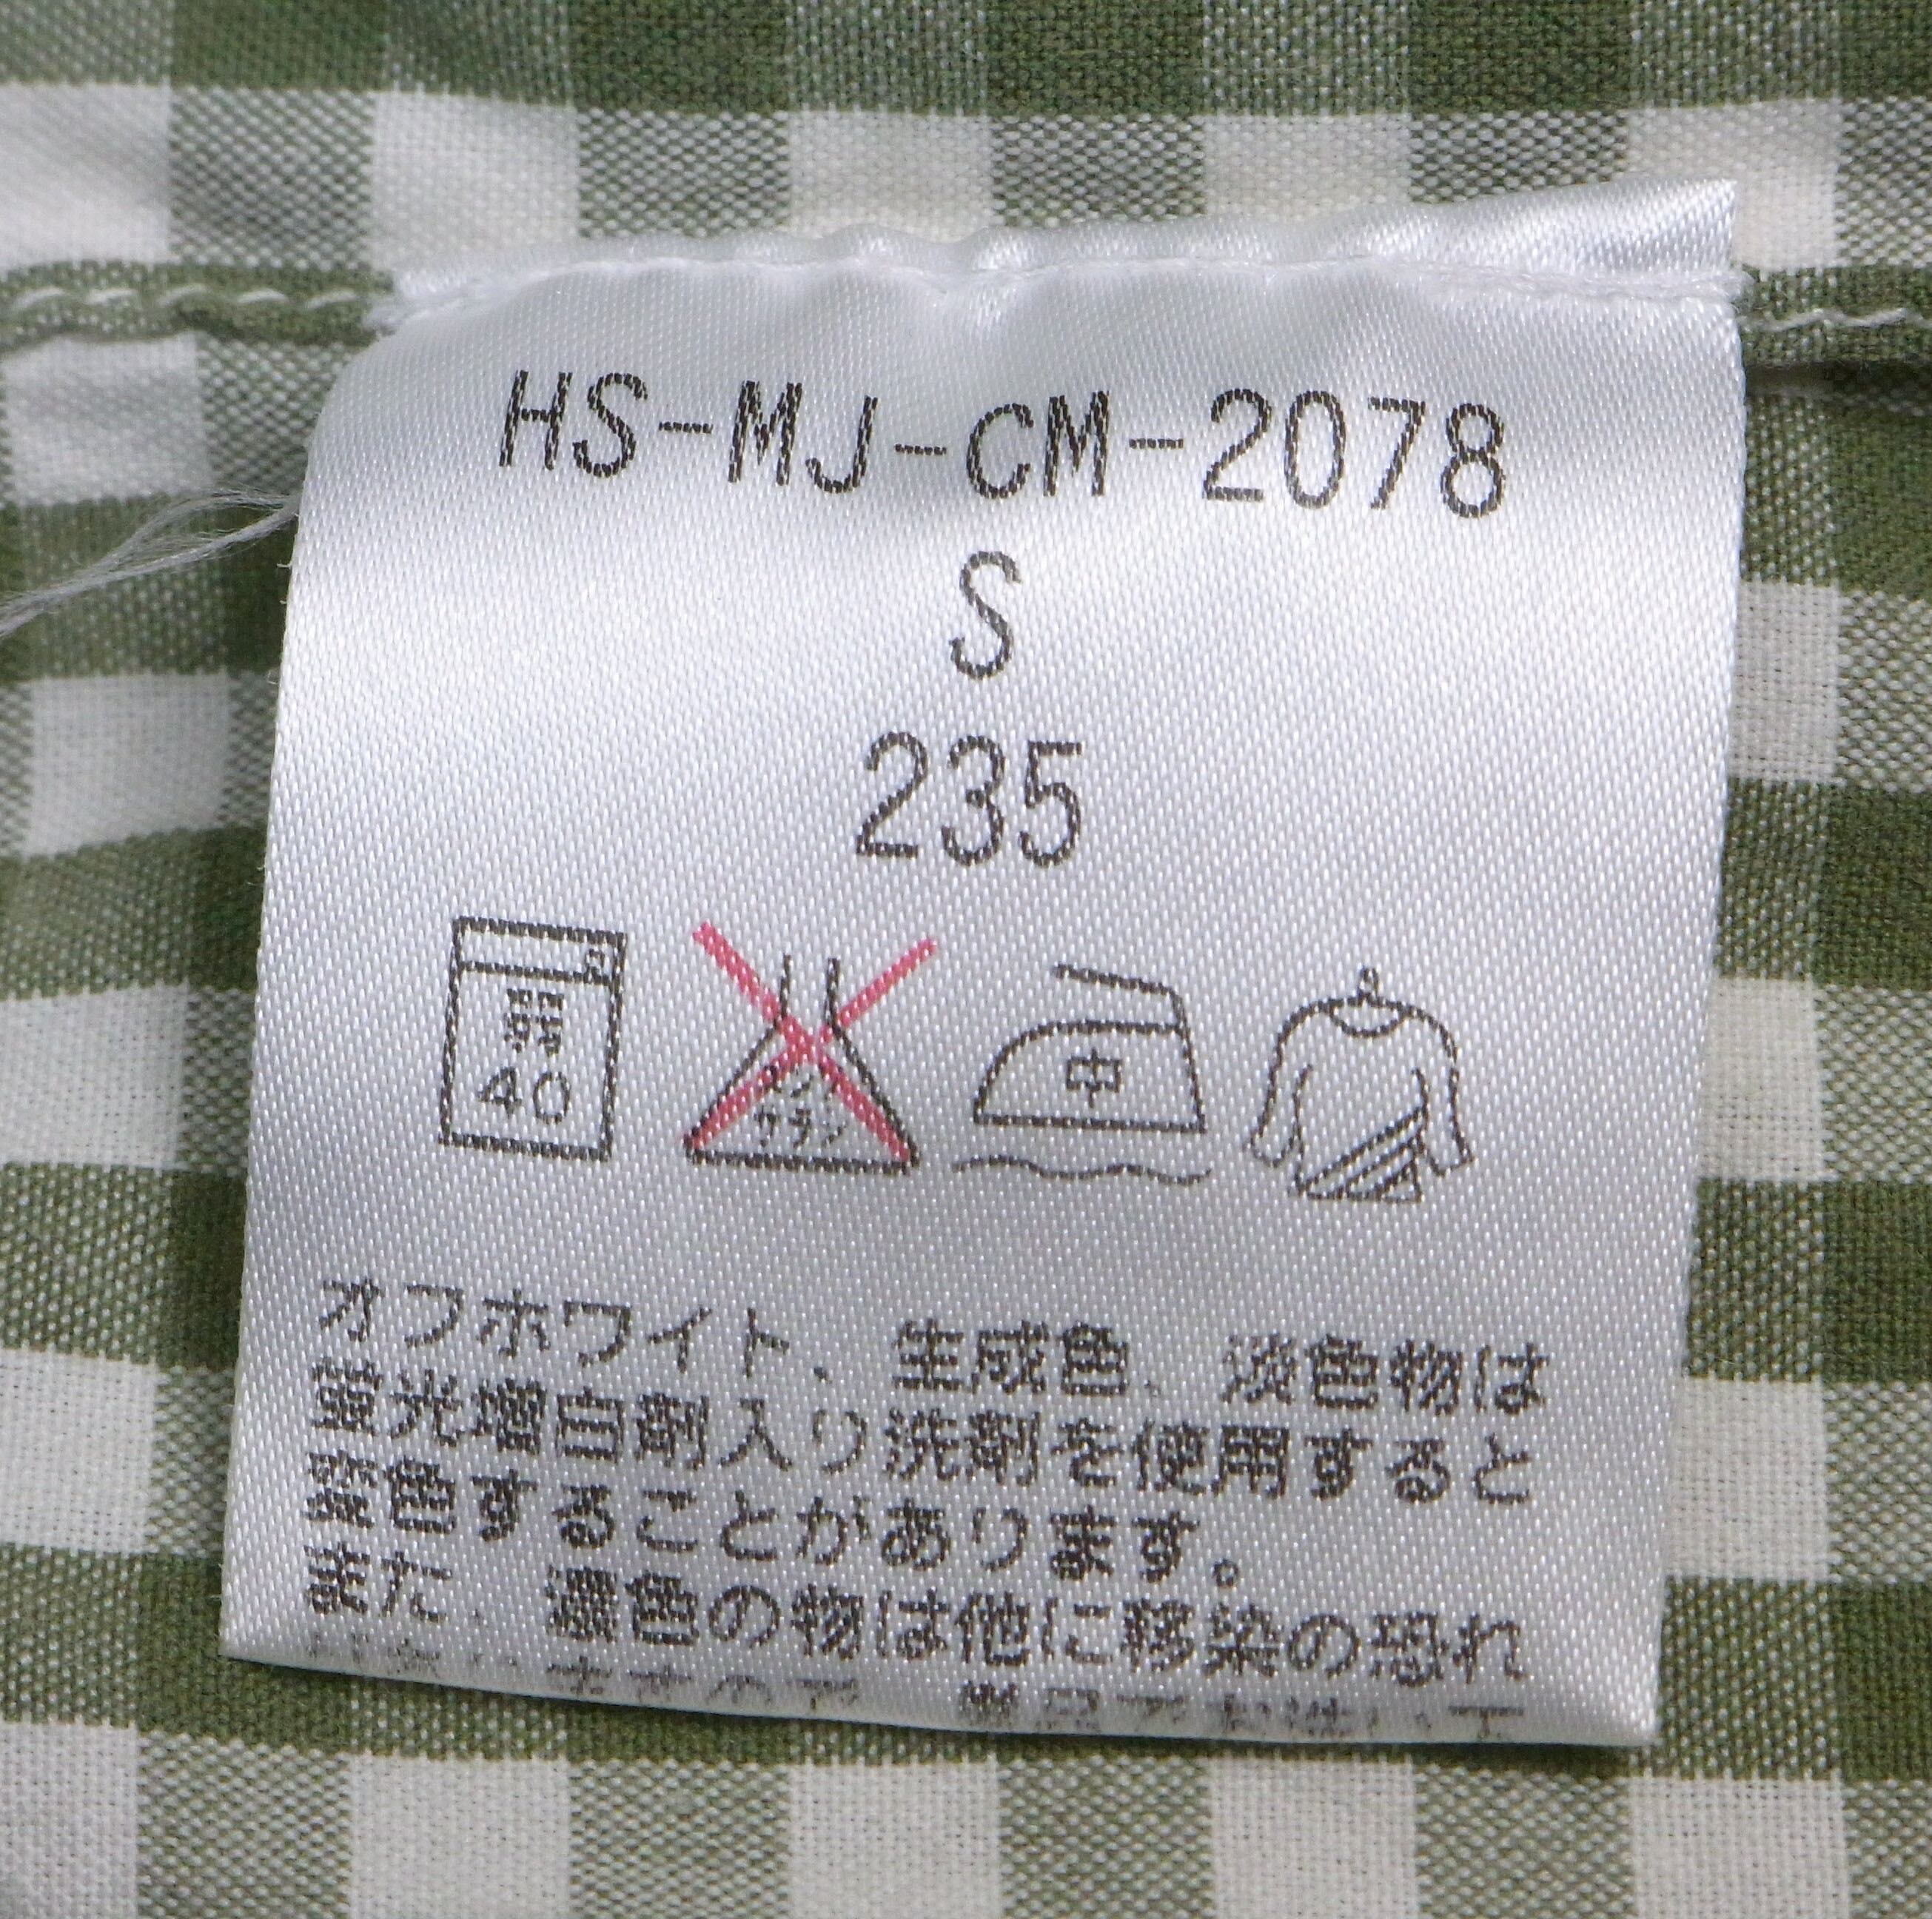 HS-MJ-CM-2078
S
235
弱
40
サラシ
中
オフホワイト、生成色、淡色物は
蛍光増白剤入り洗剤を使用すると
変色することがあります。
また、濃色の物は他に移染の恐れ